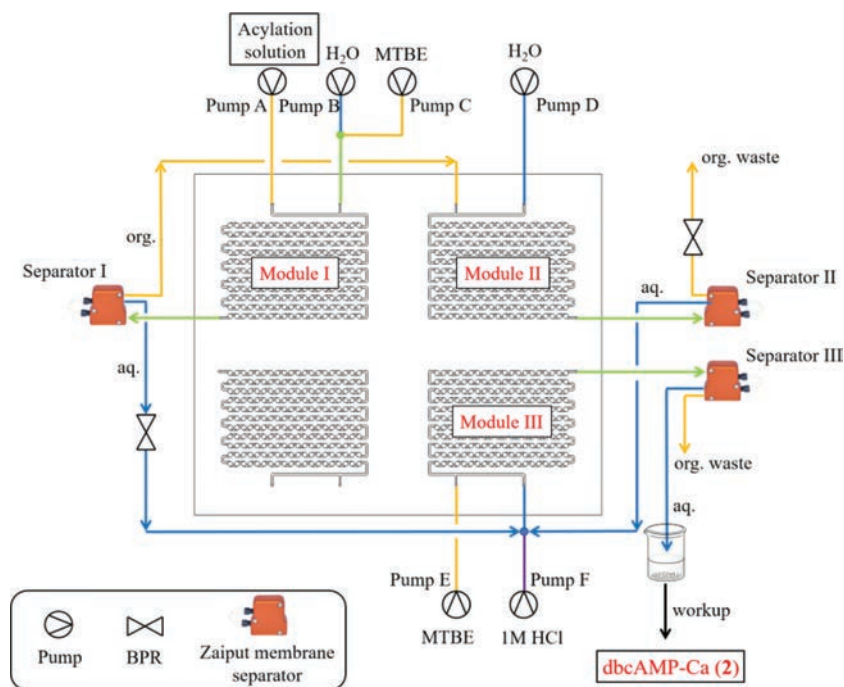 Acylation
solution
H2O
MTBE
H2O
Pump A
Pump B
Pump C
Pump D
org. waste
org.
Separator I
Module I
Module II
aq.
Separator II
aq.
Separator III
Module III
org. waste
aq.
Pump E
Pump F
MTBE
1M HCl
workup
dbcAMP-Ca (2)
Pump
BPR
Zaiput membrane
separator